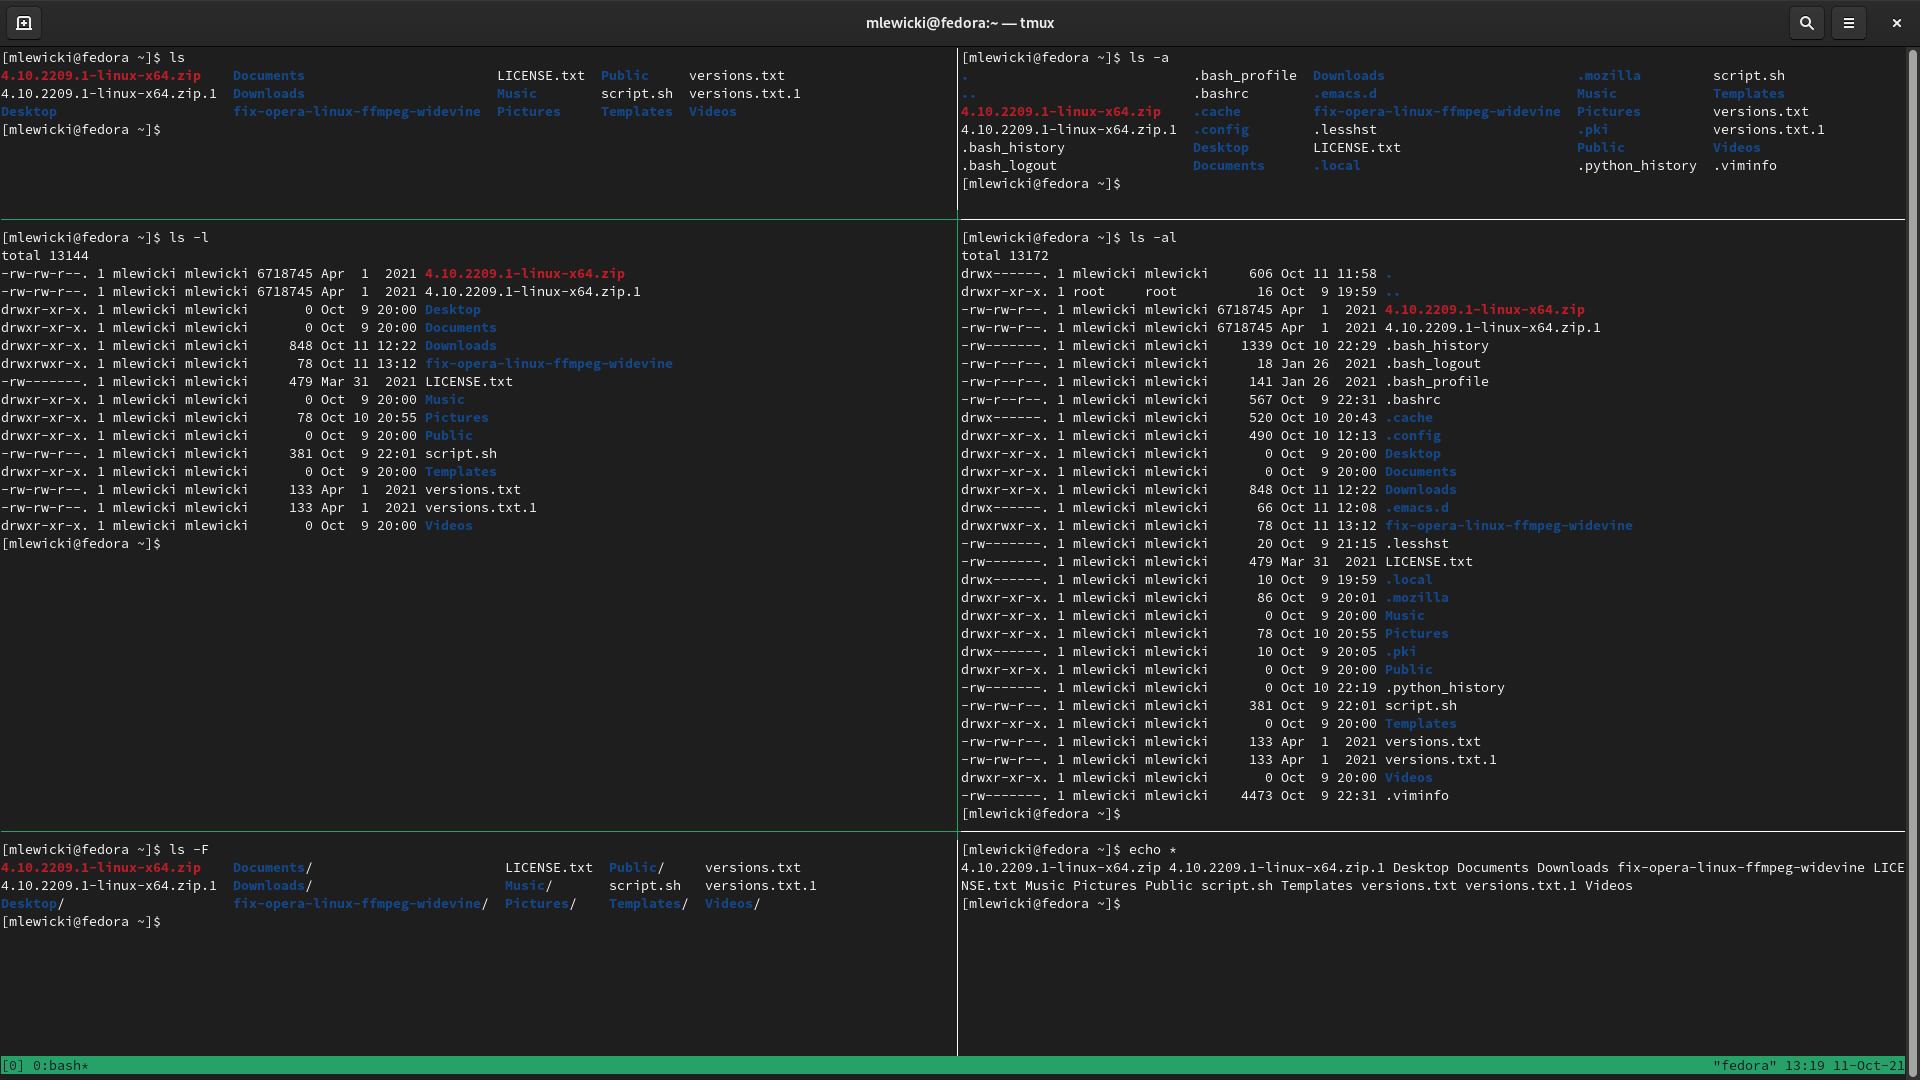 mlewicki@fedora:~ — tmux
[mlewicki@fedora ~]$ ls
4.10.2209.1-linux-x64.zip    Documents                        LICENSE.txt  Public     versions.txt
4.10.2209.1-linux-x64.zip.1  Downloads                        Music        script.sh  versions.txt.1
Desktop                      fix-opera-linux-ffmpeg-widevine  Pictures     Templates  Videos
[mlewicki@fedora ~]$
[mlewicki@fedora ~]$ ls -a
.                            .bash_profile  Downloads                        .mozilla        script.sh
..                           .bashrc        .emacs.d                         Music           Templates
4.10.2209.1-linux-x64.zip    .cache         fix-opera-linux-ffmpeg-widevine  Pictures        versions.txt
4.10.2209.1-linux-x64.zip.1  .config        .lesshst                         .pki            versions.txt.1
.bash_history                Desktop        LICENSE.txt                      Public          Videos
.bash_logout                 Documents      .local                           .python_history  .viminfo
[mlewicki@fedora ~]$
[mlewicki@fedora ~]$ ls -l
total 13144
-rw-rw-r--. 1 mlewicki mlewicki 6718745 Apr  1  2021 4.10.2209.1-linux-x64.zip
-rw-rw-r--. 1 mlewicki mlewicki 6718745 Apr  1  2021 4.10.2209.1-linux-x64.zip.1
drwxr-xr-x. 1 mlewicki mlewicki       0 Oct  9 20:00 Desktop
drwxr-xr-x. 1 mlewicki mlewicki       0 Oct  9 20:00 Documents
drwxr-xr-x. 1 mlewicki mlewicki     848 Oct 11 12:22 Downloads
drwxrwxr-x. 1 mlewicki mlewicki      78 Oct 11 13:12 fix-opera-linux-ffmpeg-widevine
-rw-------. 1 mlewicki mlewicki     479 Mar 31  2021 LICENSE.txt
drwxr-xr-x. 1 mlewicki mlewicki       0 Oct  9 20:00 Music
drwxr-xr-x. 1 mlewicki mlewicki      78 Oct 10 20:55 Pictures
drwxr-xr-x. 1 mlewicki mlewicki       0 Oct  9 20:00 Public
-rw-rw-r--. 1 mlewicki mlewicki     381 Oct  9 22:01 script.sh
drwxr-xr-x. 1 mlewicki mlewicki       0 Oct  9 20:00 Templates
-rw-rw-r--. 1 mlewicki mlewicki     133 Apr  1  2021 versions.txt
-rw-rw-r--. 1 mlewicki mlewicki     133 Apr  1  2021 versions.txt.1
drwxr-xr-x. 1 mlewicki mlewicki       0 Oct  9 20:00 Videos
[mlewicki@fedora ~]$
[mlewicki@fedora ~]$ ls -al
total 13172
drwx------. 1 mlewicki mlewicki     606 Oct 11 11:58 .
drwxr-xr-x. 1 root     root          16 Oct  9 19:59 ..
-rw-rw-r--. 1 mlewicki mlewicki 6718745 Apr  1  2021 4.10.2209.1-linux-x64.zip
-rw-rw-r--. 1 mlewicki mlewicki 6718745 Apr  1  2021 4.10.2209.1-linux-x64.zip.1
-rw-------. 1 mlewicki mlewicki    1339 Oct 10 22:29 .bash_history
-rw-r--r--. 1 mlewicki mlewicki      18 Jan 26  2021 .bash_logout
-rw-r--r--. 1 mlewicki mlewicki     141 Jan 26  2021 .bash_profile
-rw-r--r--. 1 mlewicki mlewicki     567 Oct  9 22:31 .bashrc
drwx------. 1 mlewicki mlewicki     520 Oct 10 20:43 .cache
drwxr-xr-x. 1 mlewicki mlewicki     490 Oct 10 12:13 .config
drwxr-xr-x. 1 mlewicki mlewicki       0 Oct  9 20:00 Desktop
drwxr-xr-x. 1 mlewicki mlewicki       0 Oct  9 20:00 Documents
drwxr-xr-x. 1 mlewicki mlewicki     848 Oct 11 12:22 Downloads
drwx------. 1 mlewicki mlewicki      66 Oct 11 12:08 .emacs.d
drwxrwxr-x. 1 mlewicki mlewicki      78 Oct 11 13:12 fix-opera-linux-ffmpeg-widevine
-rw-------. 1 mlewicki mlewicki      20 Oct  9 21:15 .lesshst
-rw-------. 1 mlewicki mlewicki     479 Mar 31  2021 LICENSE.txt
drwx------. 1 mlewicki mlewicki      10 Oct  9 19:59 .local
drwxr-xr-x. 1 mlewicki mlewicki      86 Oct  9 20:01 .mozilla
drwxr-xr-x. 1 mlewicki mlewicki       0 Oct  9 20:00 Music
drwxr-xr-x. 1 mlewicki mlewicki      78 Oct 10 20:55 Pictures
drwx------. 1 mlewicki mlewicki      10 Oct  9 20:05 .pki
drwxr-xr-x. 1 mlewicki mlewicki       0 Oct  9 20:00 Public
-rw-------. 1 mlewicki mlewicki       0 Oct 10 22:19 .python_history
-rw-rw-r--. 1 mlewicki mlewicki     381 Oct  9 22:01 script.sh
drwxr-xr-x. 1 mlewicki mlewicki       0 Oct  9 20:00 Templates
-rw-rw-r--. 1 mlewicki mlewicki     133 Apr  1  2021 versions.txt
-rw-rw-r--. 1 mlewicki mlewicki     133 Apr  1  2021 versions.txt.1
drwxr-xr-x. 1 mlewicki mlewicki       0 Oct  9 20:00 Videos
-rw-------. 1 mlewicki mlewicki    4473 Oct  9 22:31 .viminfo
[mlewicki@fedora ~]$
[mlewicki@fedora ~]$ ls -F
4.10.2209.1-linux-x64.zip    Documents/                        LICENSE.txt  Public/     versions.txt
4.10.2209.1-linux-x64.zip.1  Downloads/                        Music/       script.sh   versions.txt.1
Desktop/                     fix-opera-linux-ffmpeg-widevine/  Pictures/    Templates/  Videos/
[mlewicki@fedora ~]$
[mlewicki@fedora ~]$ echo *
4.10.2209.1-linux-x64.zip 4.10.2209.1-linux-x64.zip.1 Desktop Documents Downloads fix-opera-linux-ffmpeg-widevine LICE
NSE.txt Music Pictures Public script.sh Templates versions.txt versions.txt.1 Videos
[mlewicki@fedora ~]$
[0] 0:bash* "fedora" 13:19 11-Oct-21